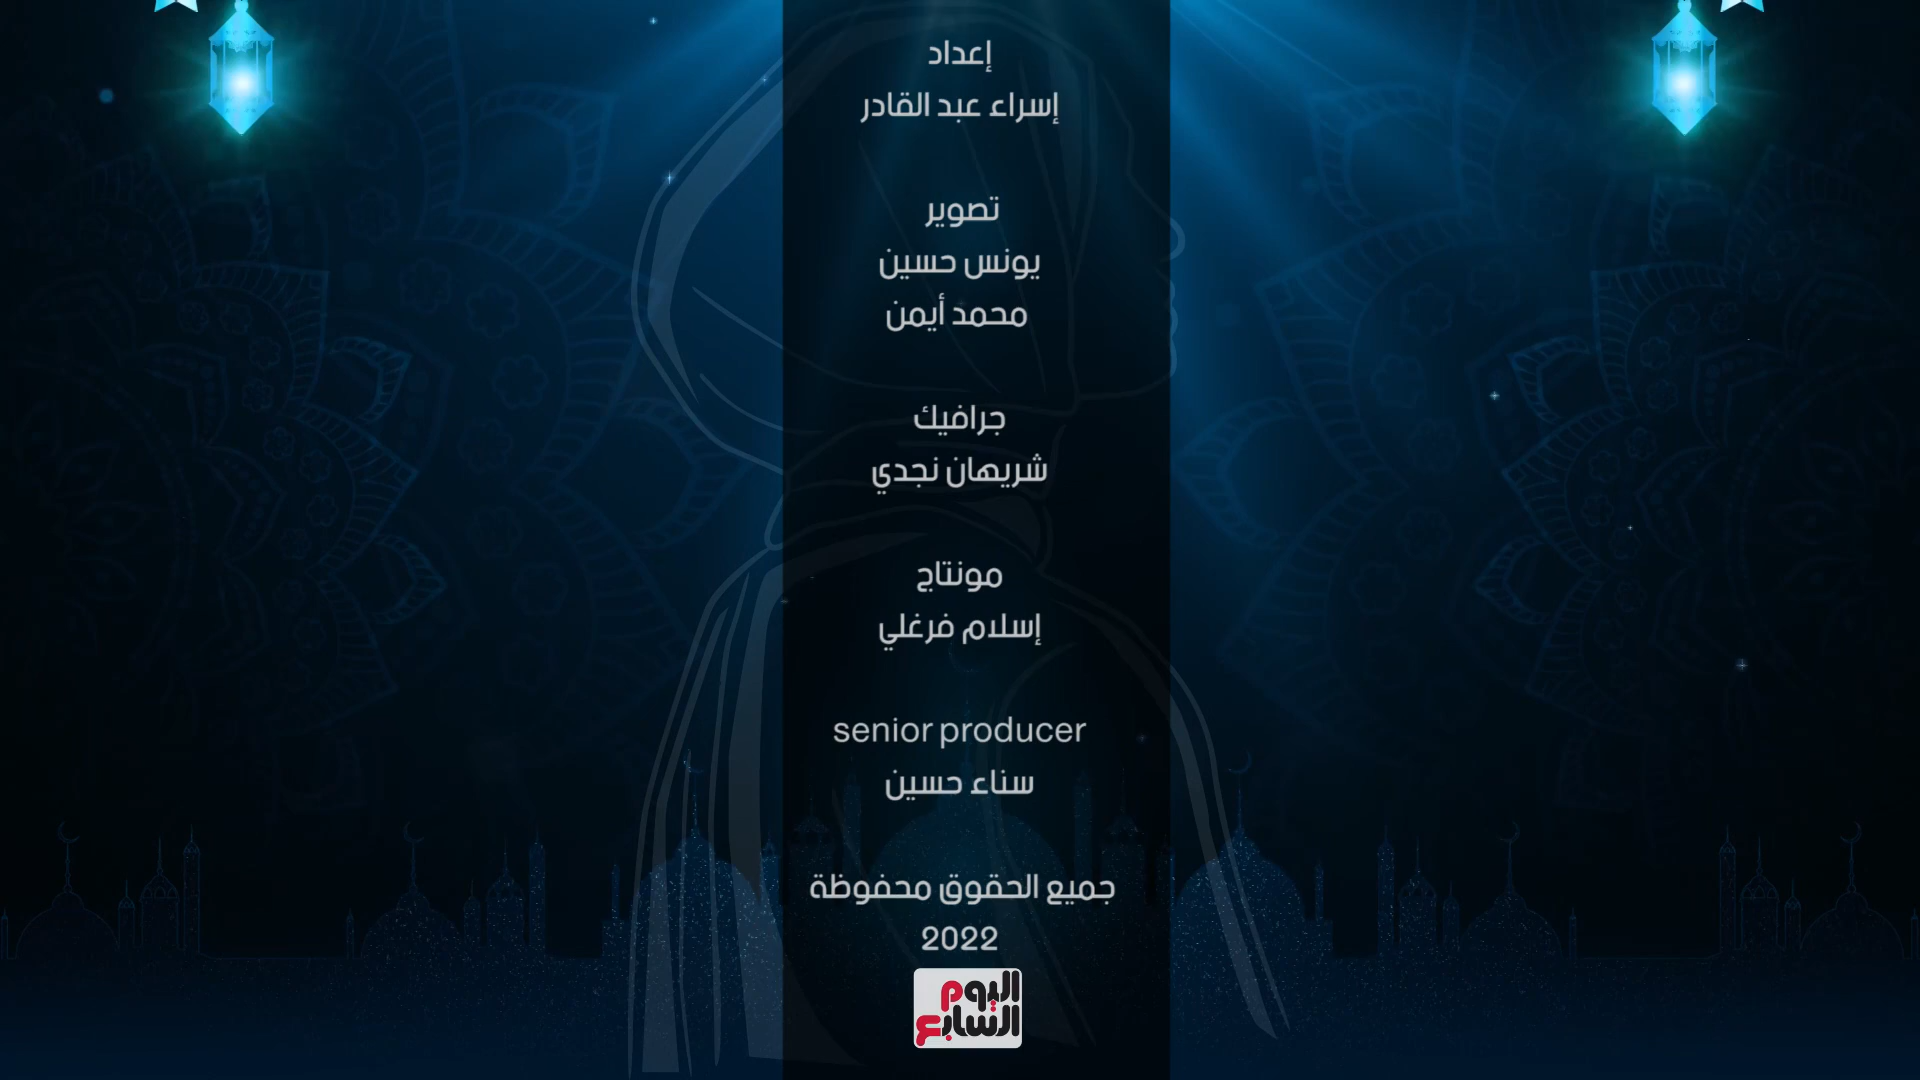 إعداد
إسراء عبد القادر
تصوير
يونس حسين
محمد أيمن
جرافيك
شريهان نجدي
مونتاج
إسلام فرغلي
senior producer
سناء حسين
جميع الحقوق محفوظة
2022
اليوم
السابع